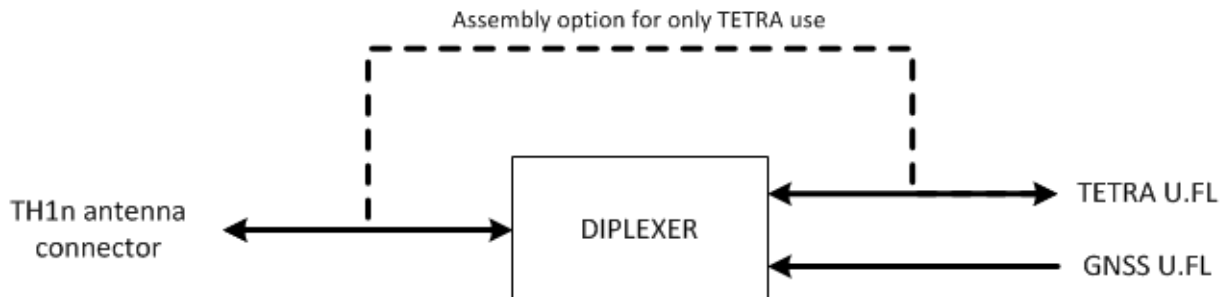 Assembly option for only TETRA use
TH1n antenna
connector
DIPLEXER
TETRA U.FL
GNSS U.FL